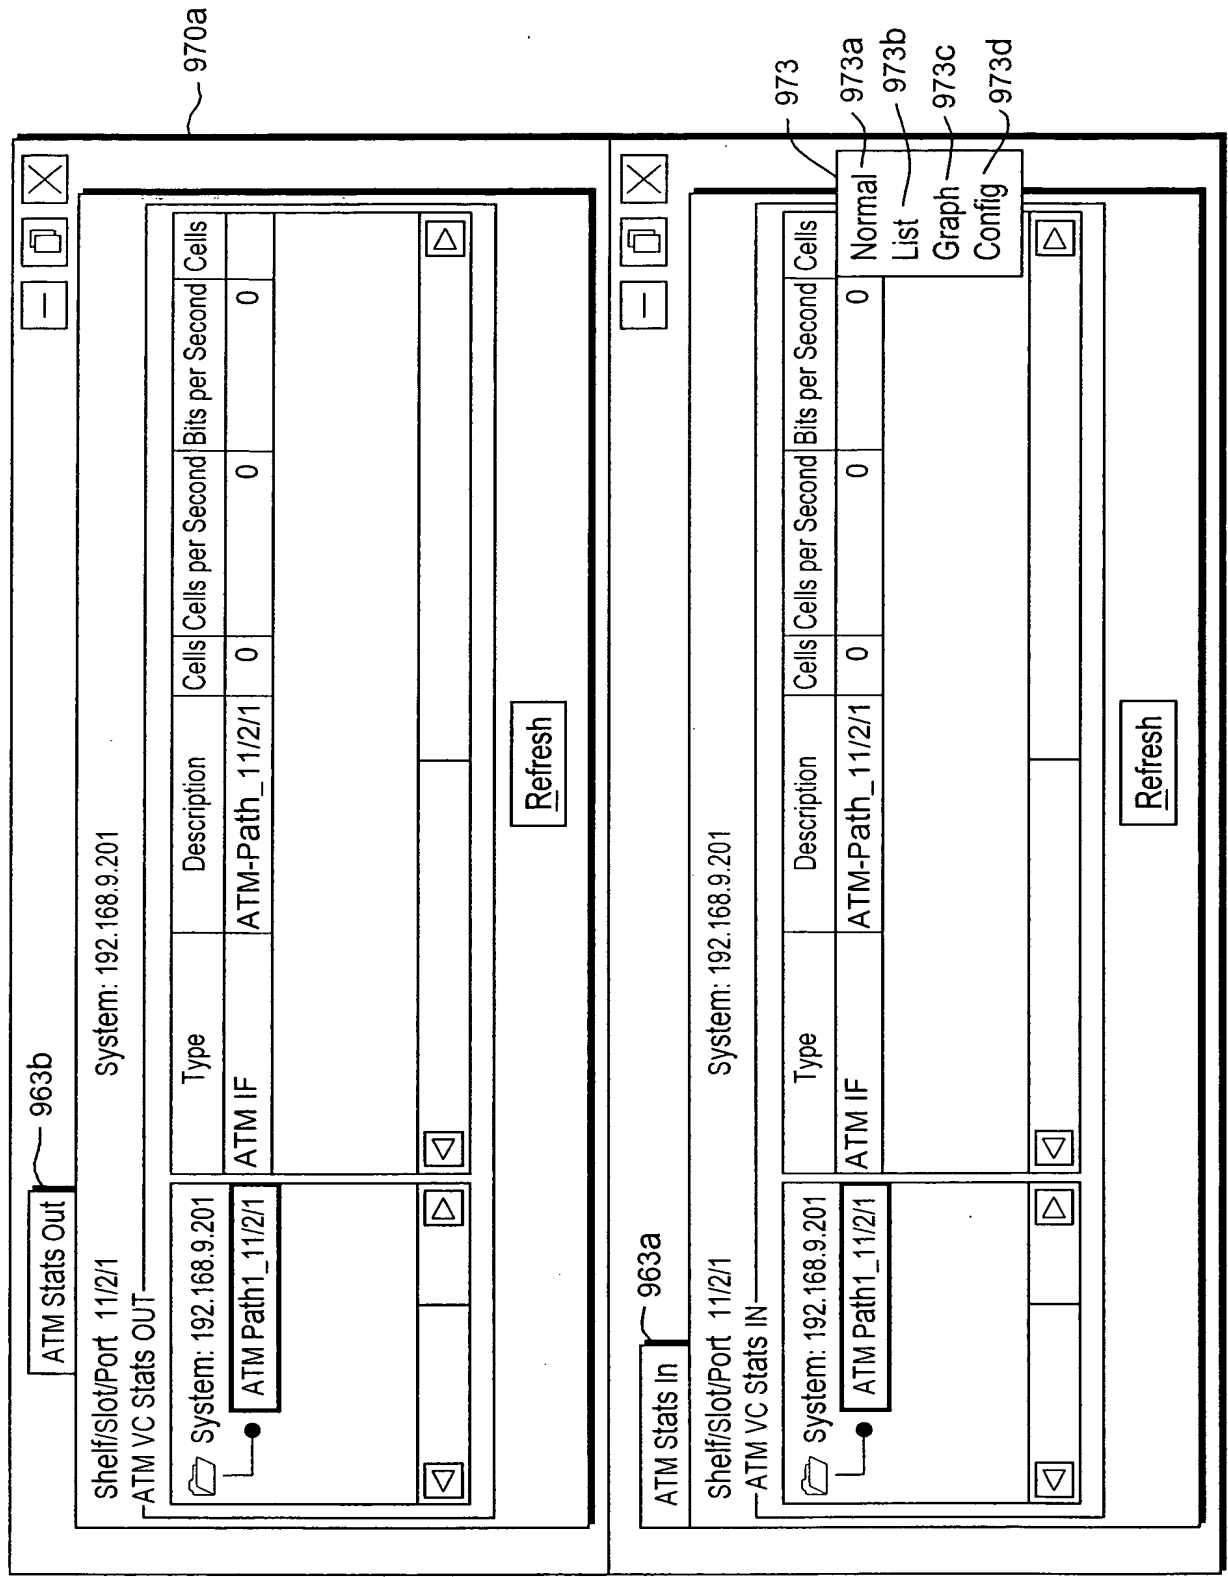 970a
ATM Stats Out
963b
Shelf/Slot/Port 11/2/1
System: 192.168.9.201
ATM VC Stats OUT
System: 192.168.9.201
ATM Path1_11/2/1
Type Description Cells Cells per Second Bits per Second Cells
ATM IF ATM-Path_11/2/1 0 0 0
Refresh
ATM Stats In
963a
Shelf/Slot/Port 11/2/1
System: 192.168.9.201
ATM VC Stats IN
System: 192.168.9.201
ATM Path1_11/2/1
Type Description Cells Cells per Second Bits per Second Cells
ATM IF ATM-Path_11/2/1 0 0 0
973
Normal 973a
List 973b
Graph 973c
Config 973d
Refresh